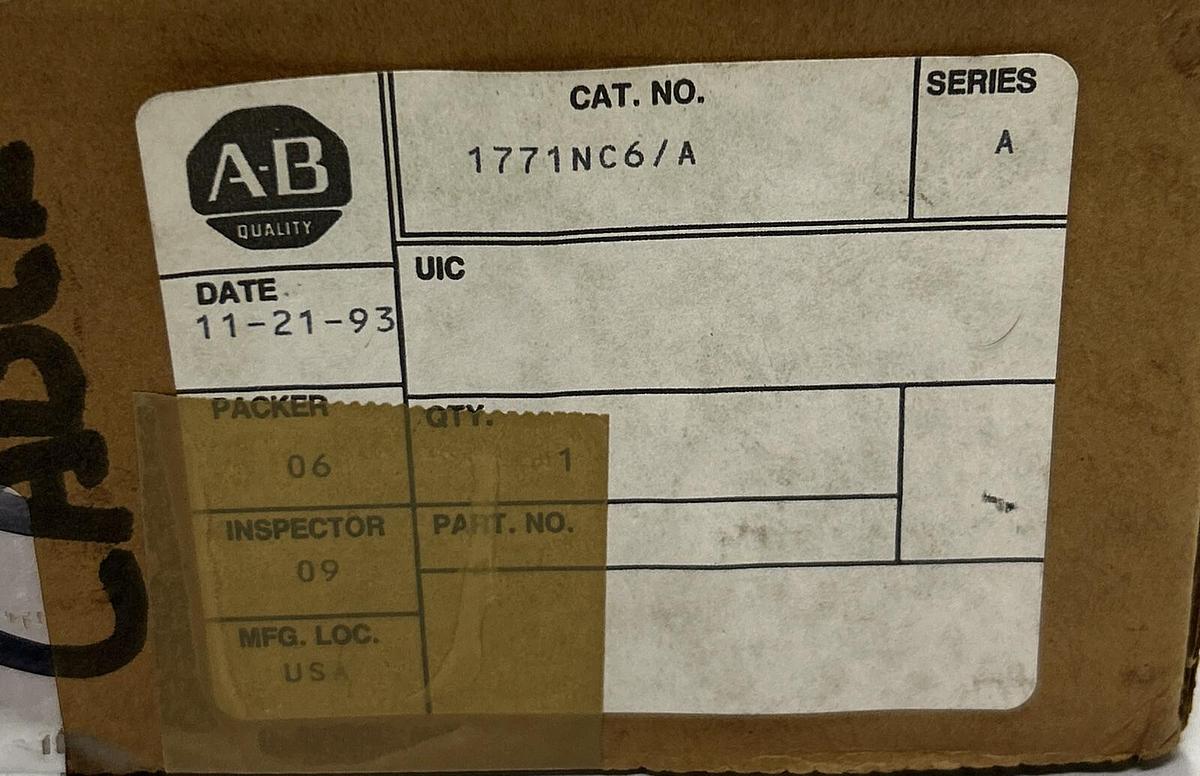 A-B
QUALITY
CAT. NO.
1771NC6/A
SERIES
A
DATE
11-21-93
UIC
PACKER
06
QTY.
1
INSPECTOR
09
PART. NO.
MFG. LOC.
USA
CABLE